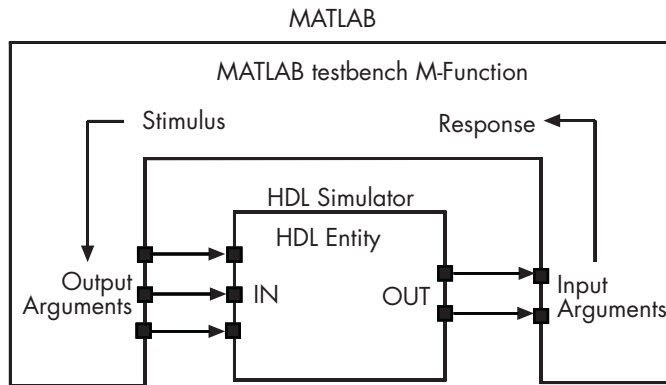 MATLAB
MATLAB testbench M-Function
Stimulus
Response
HDL Simulator
HDL Entity
Output
Arguments
IN
OUT
Input
Arguments